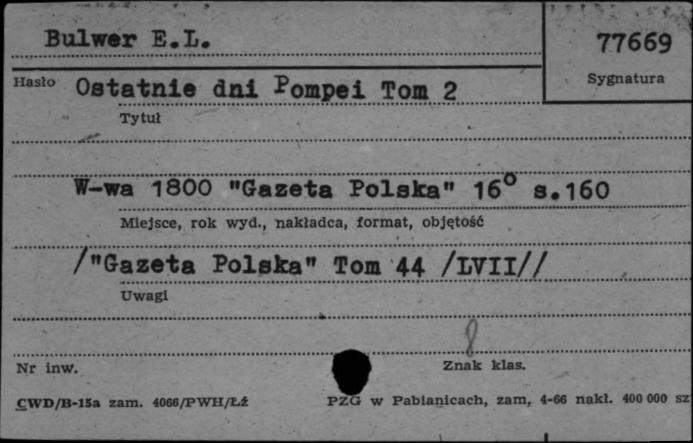 Bulwer E.L.
77669
Sygnatura
Hasło Ostatnie dni Pompei Tom 2
Tytuł
W-wa 1800 "Gazeta Polska" 16° s.160
Miejsce, rok wyd., nakładca, format, objętość
/"Gazeta Polska" Tom 44 /LVII//
Uwagi
8
Nr inw.
Znak klas.
CWD/B-15a zam. 4066/PWH/Łż
PZG w Pabianicach, zam, 4-66 nakł. 400 000 sz